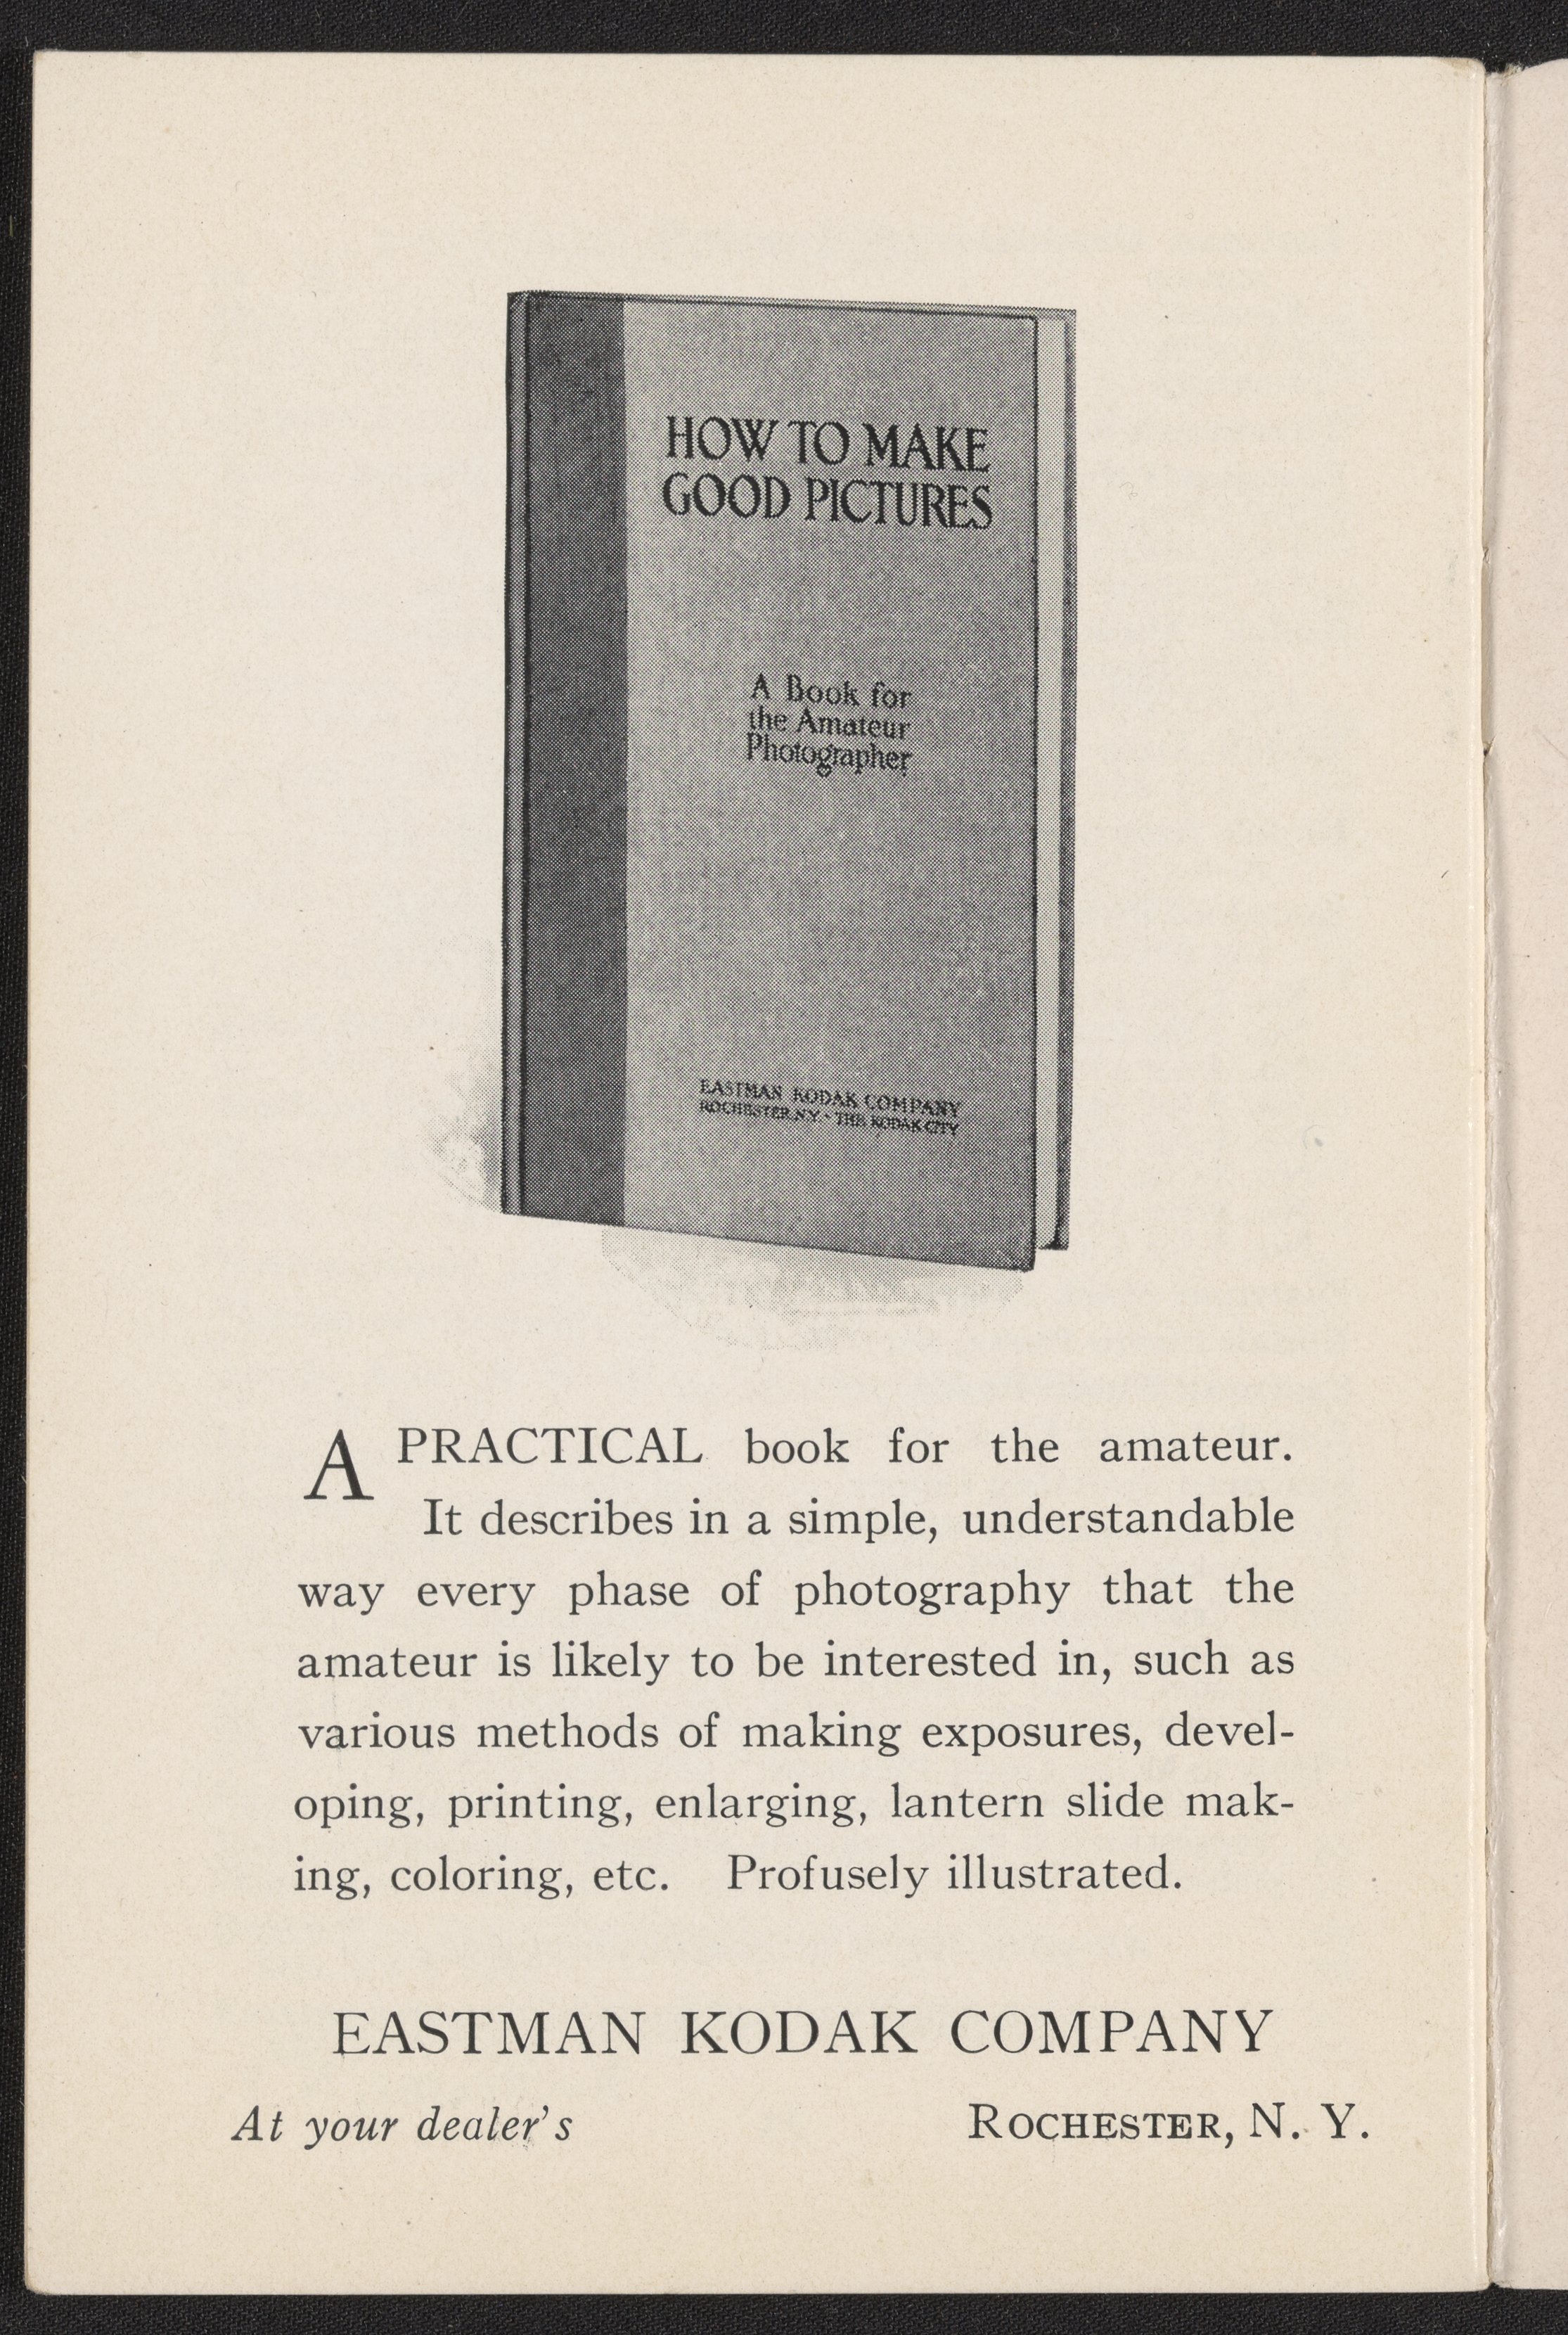 HOW TO MAKE
GOOD PICTURES
A Book for
the Amateur
Photographer
EASTMAN KODAK COMPANY
ROCHESTER, N.Y. · THE KODAK CITY
A PRACTICAL book for the amateur.
It describes in a simple, understandable
way every phase of photography that the
amateur is likely to be interested in, such as
various methods of making exposures, devel-
oping, printing, enlarging, lantern slide mak-
ing, coloring, etc. Profusely illustrated.
EASTMAN KODAK COMPANY
At your dealer's ROCHESTER, N. Y.